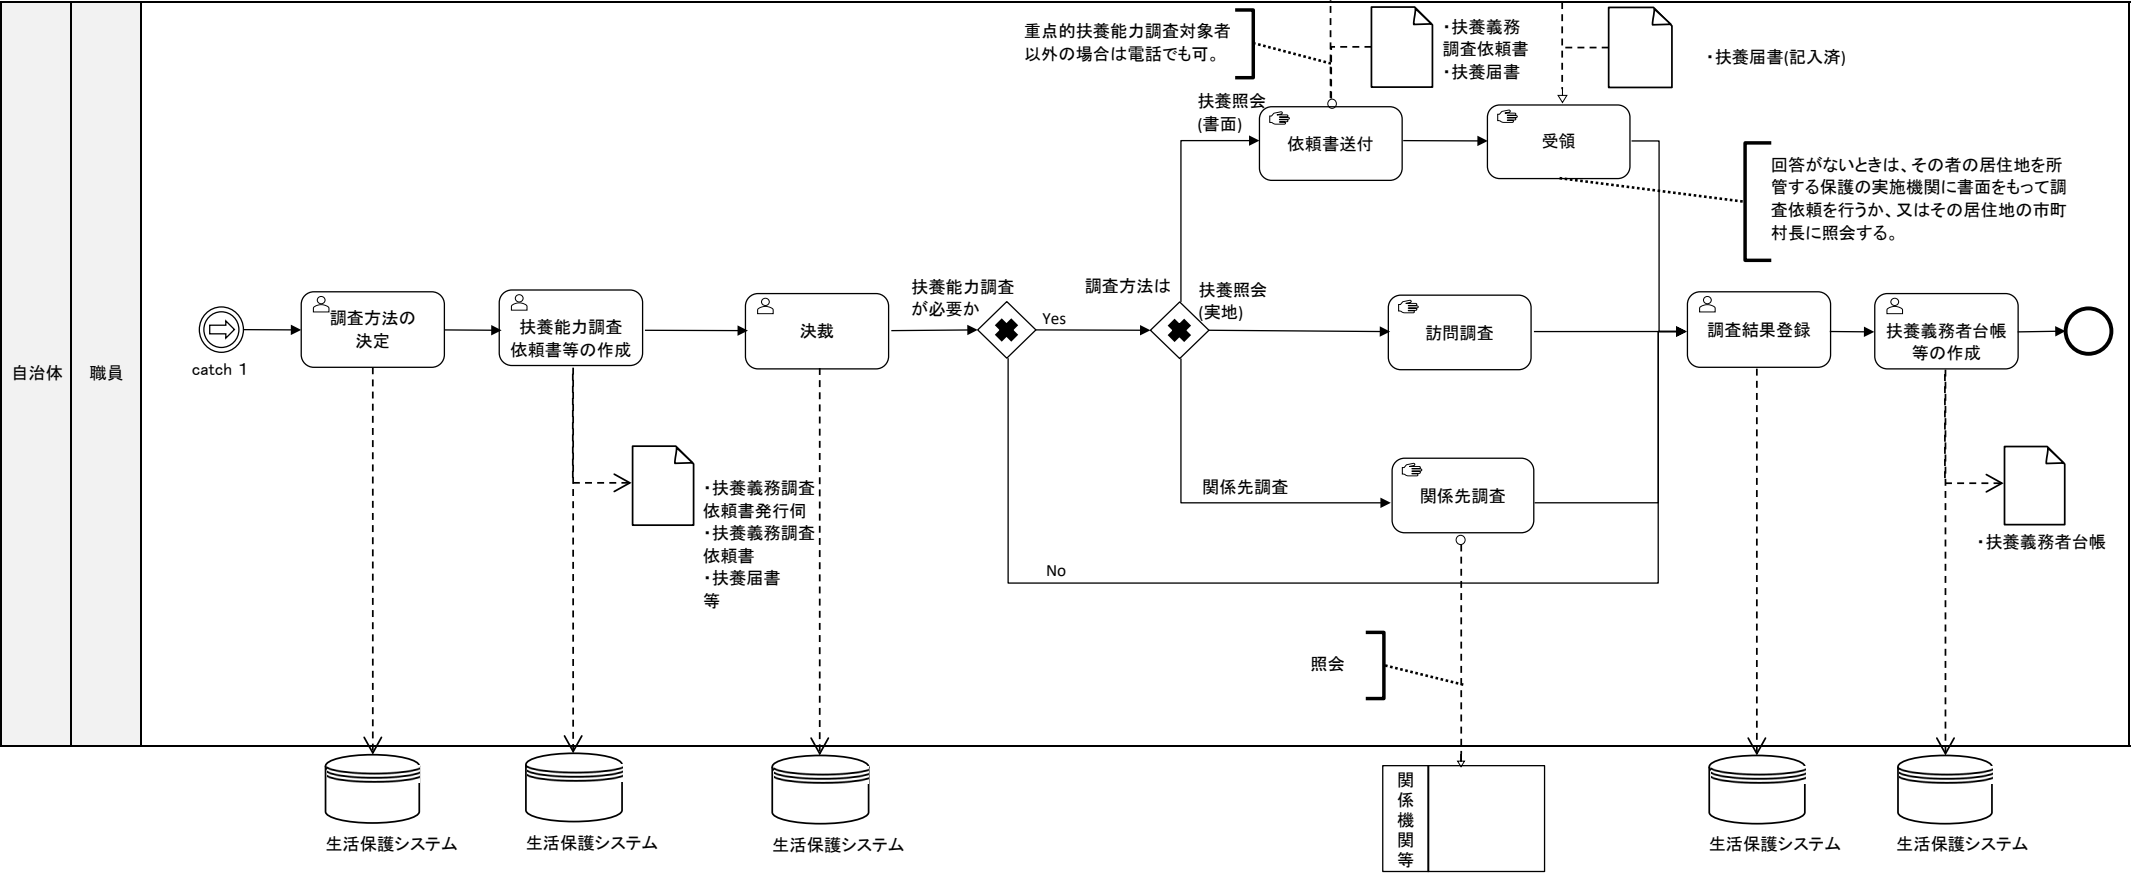 自治体
職員
重点的扶養能力調査対象者
以外の場合は電話でも可。
・扶養義務
調査依頼書
・扶養届書
・扶養届書(記入済)
扶養照会
(書面)
依頼書送付
受領
回答がないときは、その者の居住地を所
管する保護の実施機関に書面をもって調
査依頼を行うか、又はその居住地の市町
村長に照会する。
catch 1
調査方法の
決定
扶養能力調査
依頼書等の作成
決裁
扶養能力調査
が必要か
Yes
調査方法は
扶養照会
(実地)
訪問調査
調査結果登録
扶養義務者台帳
等の作成
・扶養義務調査
依頼書発行伺
・扶養義務調査
依頼書
・扶養届書
等
関係先調査
関係先調査
No
・扶養義務者台帳
照会
生活保護システム
生活保護システム
生活保護システム
関係機関等
生活保護システム
生活保護システム